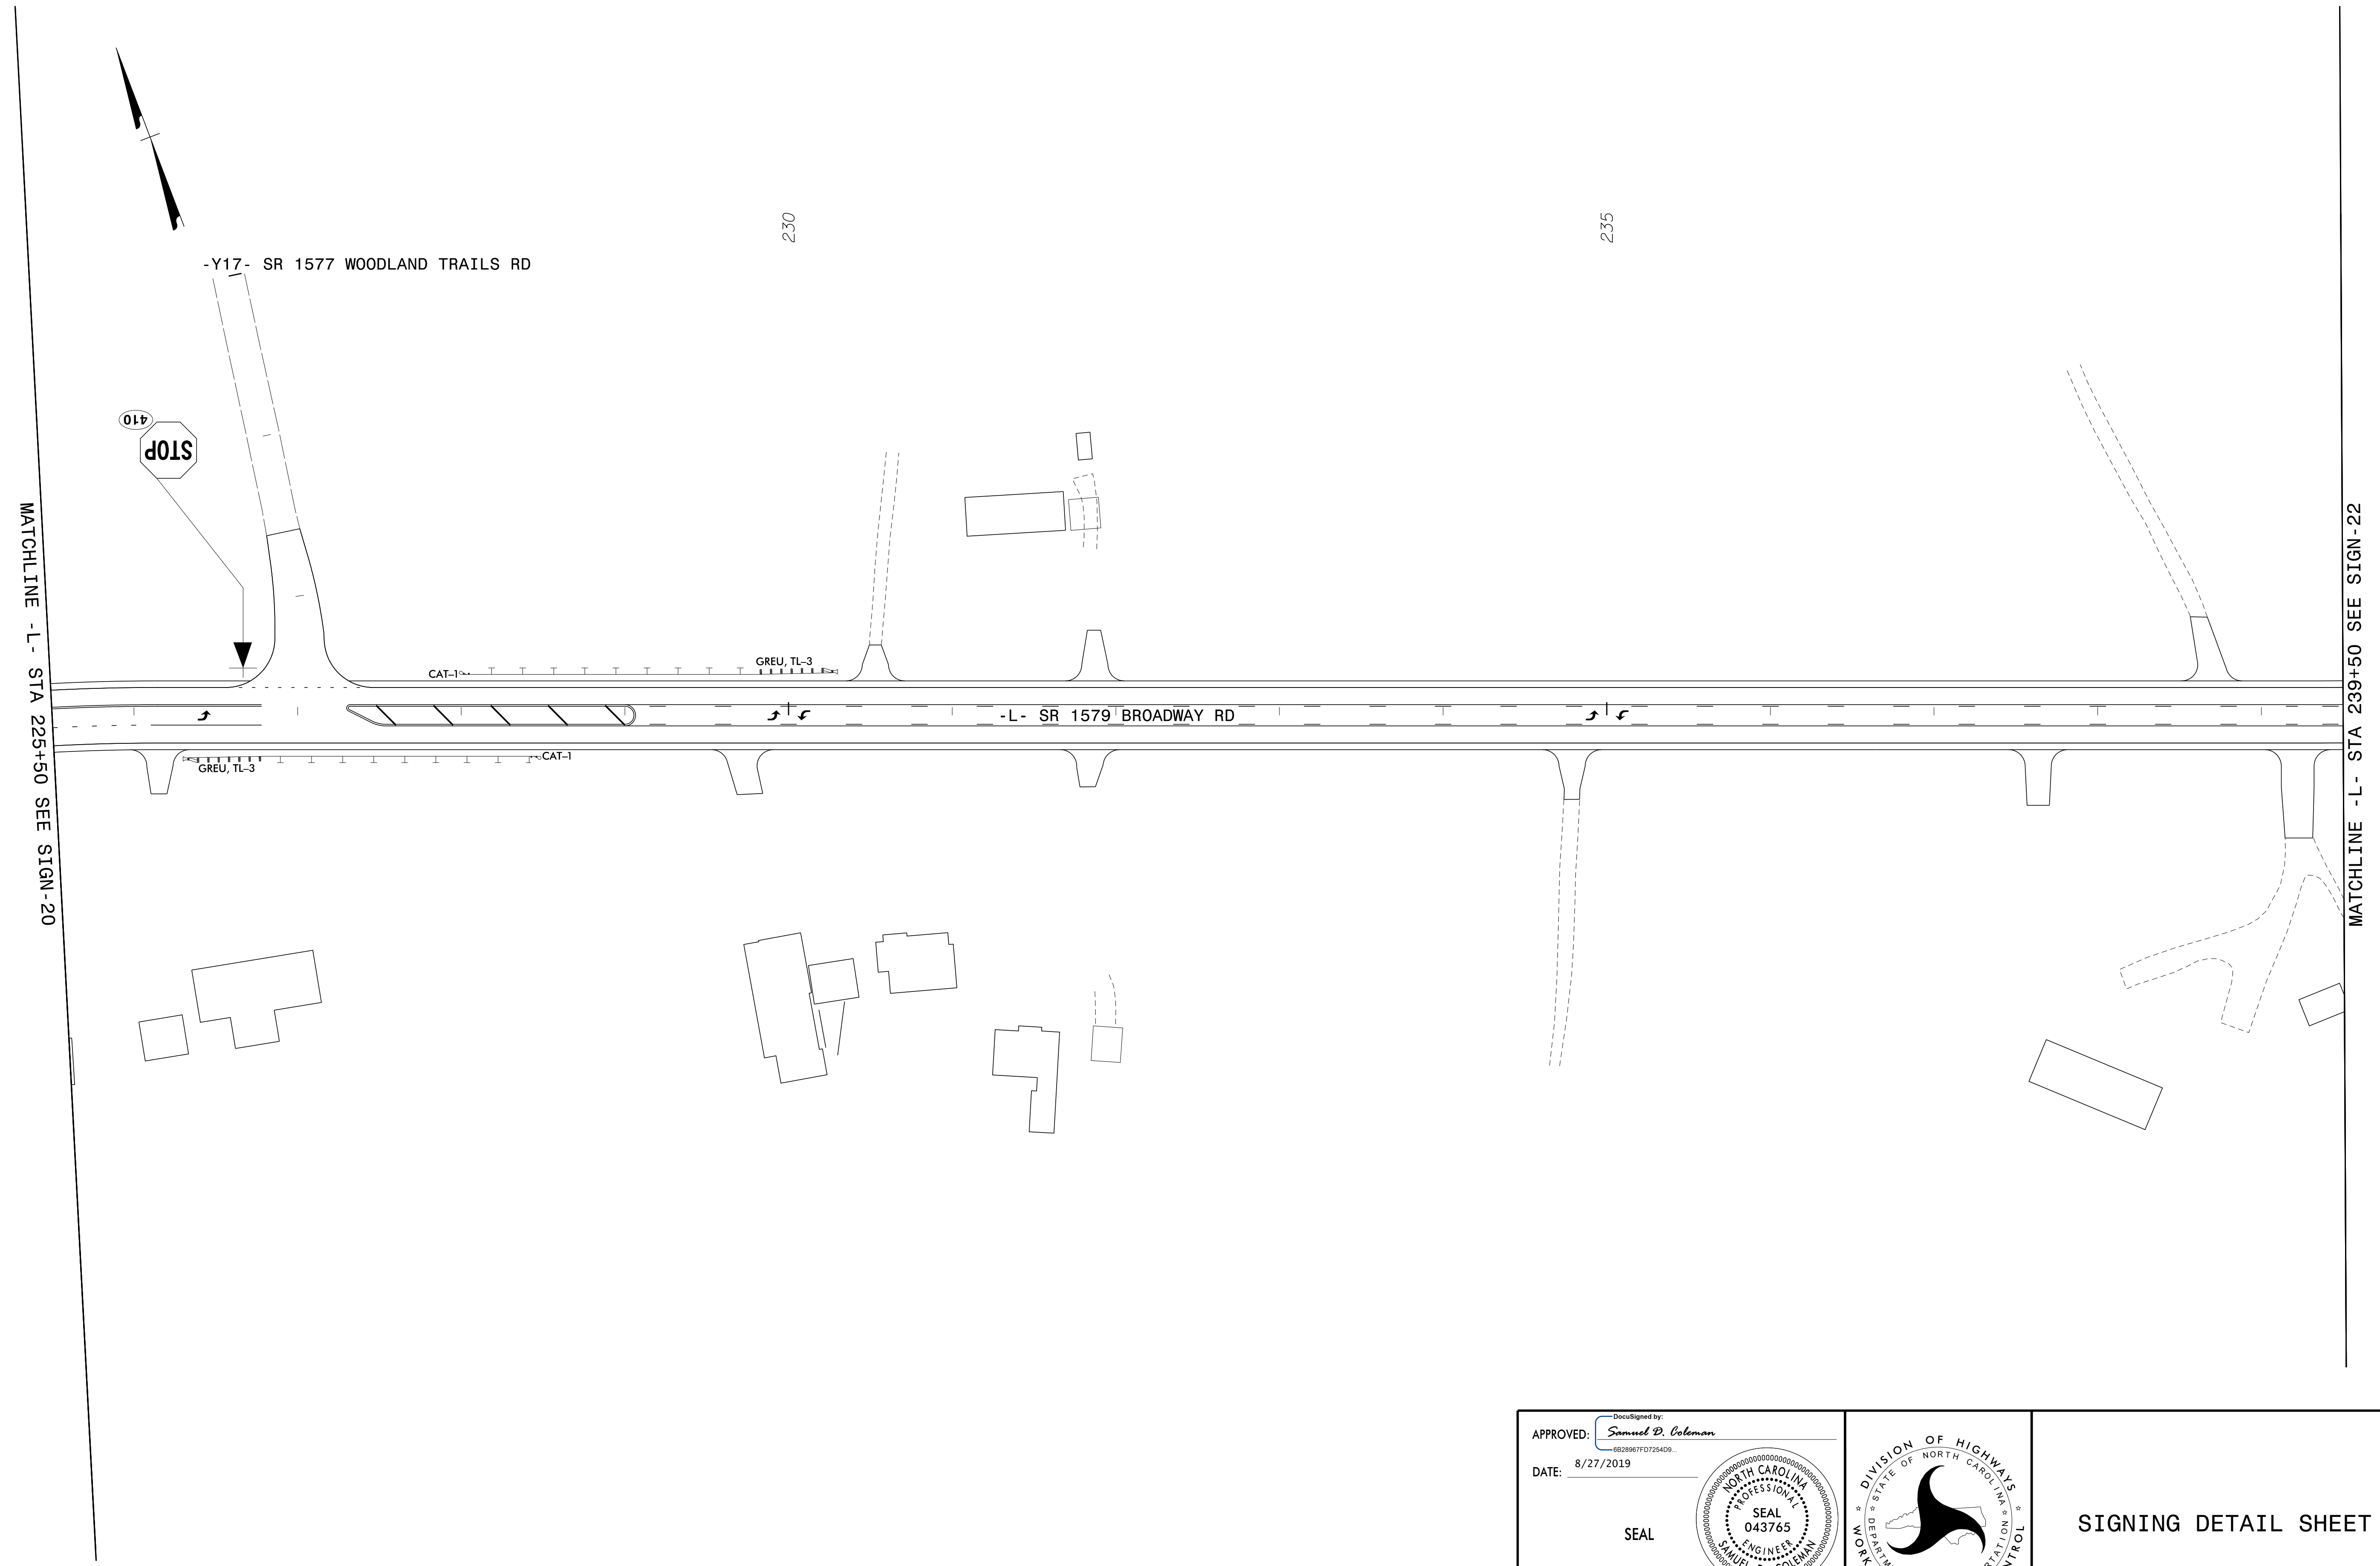 230
235
-Y17- SR 1577 WOODLAND TRAILS RD
410
STOP
MATCHLINE -L- STA 225+50 SEE SIGN-20
MATCHLINE -L- STA 239+50 SEE SIGN-22
CAT-1
GREU, TL-3
-L- SR 1579 BROADWAY RD
GREU, TL-3
CAT-1
DocuSigned by:
APPROVED: Samuel D. Coleman
6B28967FD7254D9...
DATE: 8/27/2019
SEAL
NORTH CAROLINA
PROFESSIONAL
SEAL
043765
ENGINEER
SAMUEL D. COLEMAN
DIVISION OF HIGHWAYS
STATE OF NORTH CAROLINA
SIGNING DETAIL SHEET